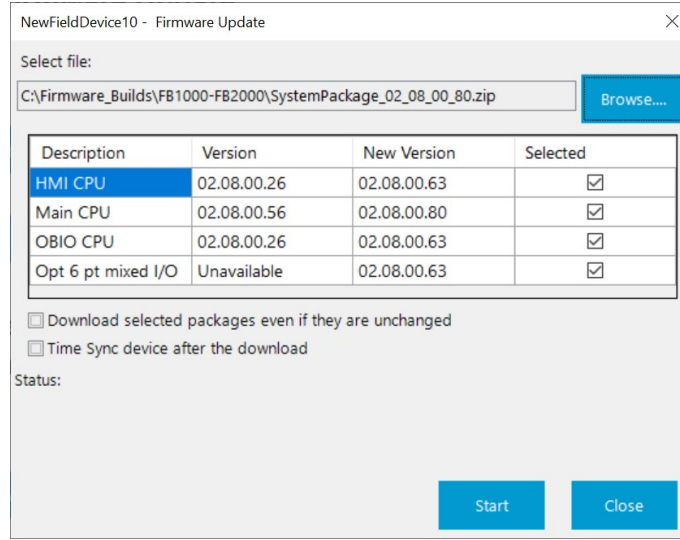 NewFieldDevice10 - Firmware Update
Select file:
C:\Firmware_Builds\FB1000-FB2000\SystemPackage_02_08_00_80.zip Browse....
Description Version New Version Selected
HMI CPU 02.08.00.26 02.08.00.63
Main CPU 02.08.00.56 02.08.00.80
OBIO CPU 02.08.00.26 02.08.00.63
Opt 6 pt mixed I/O Unavailable 02.08.00.63
Download selected packages even if they are unchanged
Time Sync device after the download
Status:
Start Close